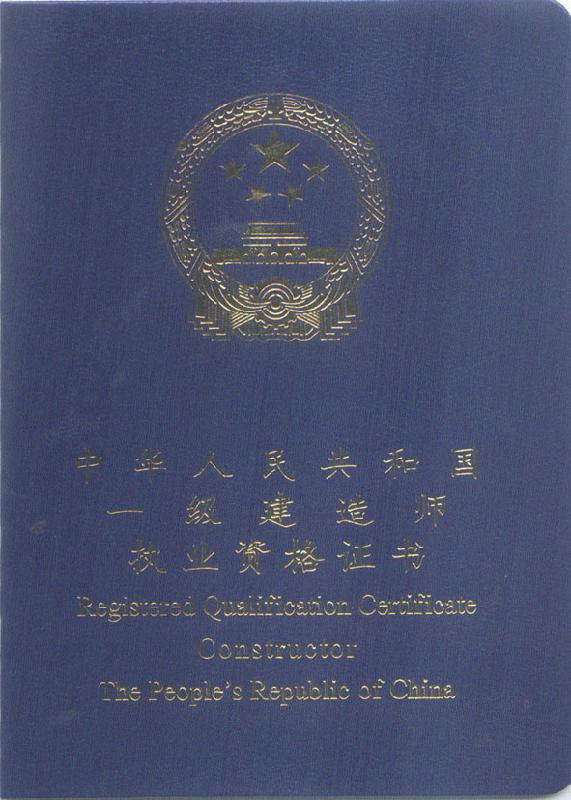 中华人民共和国
一级建造师
执业资格证书
Registered Qualification Certificate
Constructor
The People's Republic of China